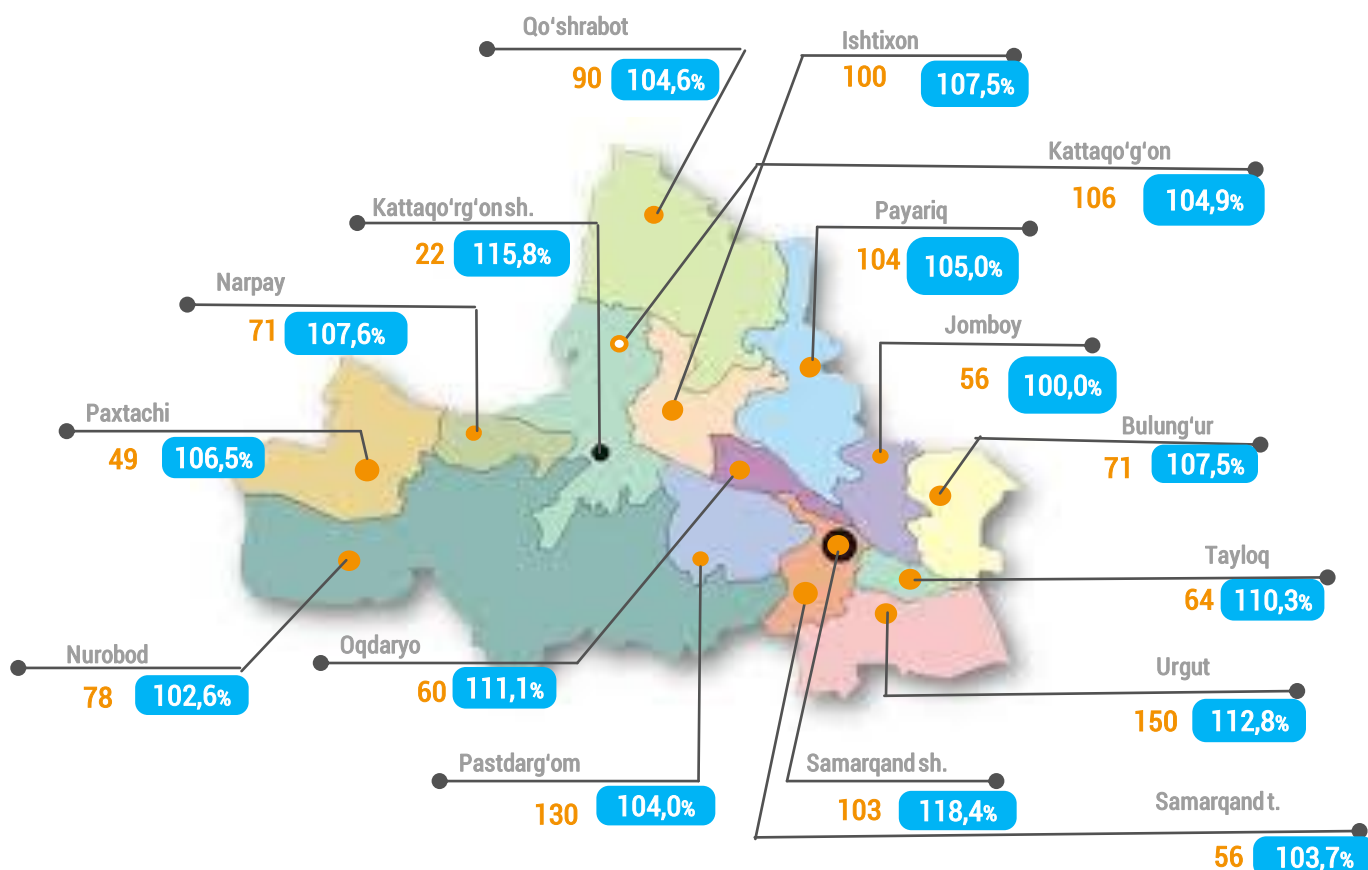 Qo‘shrabot
90 104,6%
Ishtixon
100 107,5%
Kattaqo‘g‘on
106 104,9%
Kattaqo‘rg‘on sh.
22 115,8%
Payariq
104 105,0%
Narpay
71 107,6%
Jomboy
56 100,0%
Paxtachi
49 106,5%
Bulung‘ur
71 107,5%
Tayloq
64 110,3%
Nurobod
78 102,6%
Oqdaryo
60 111,1%
Urgut
150 112,8%
Pastdarg‘om
130 104,0%
Samarqand sh.
103 118,4%
Samarqand t.
56 103,7%